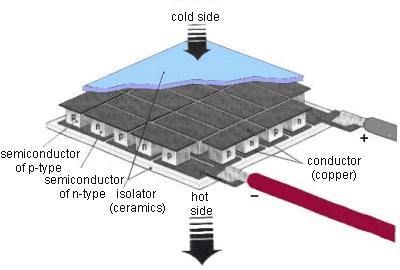 cold side
+
semiconductor
of p-type
semiconductor
of n-type
isolator
(ceramics)
hot
side
−
conductor
(copper)
p
n
p
n
p
n
p
n